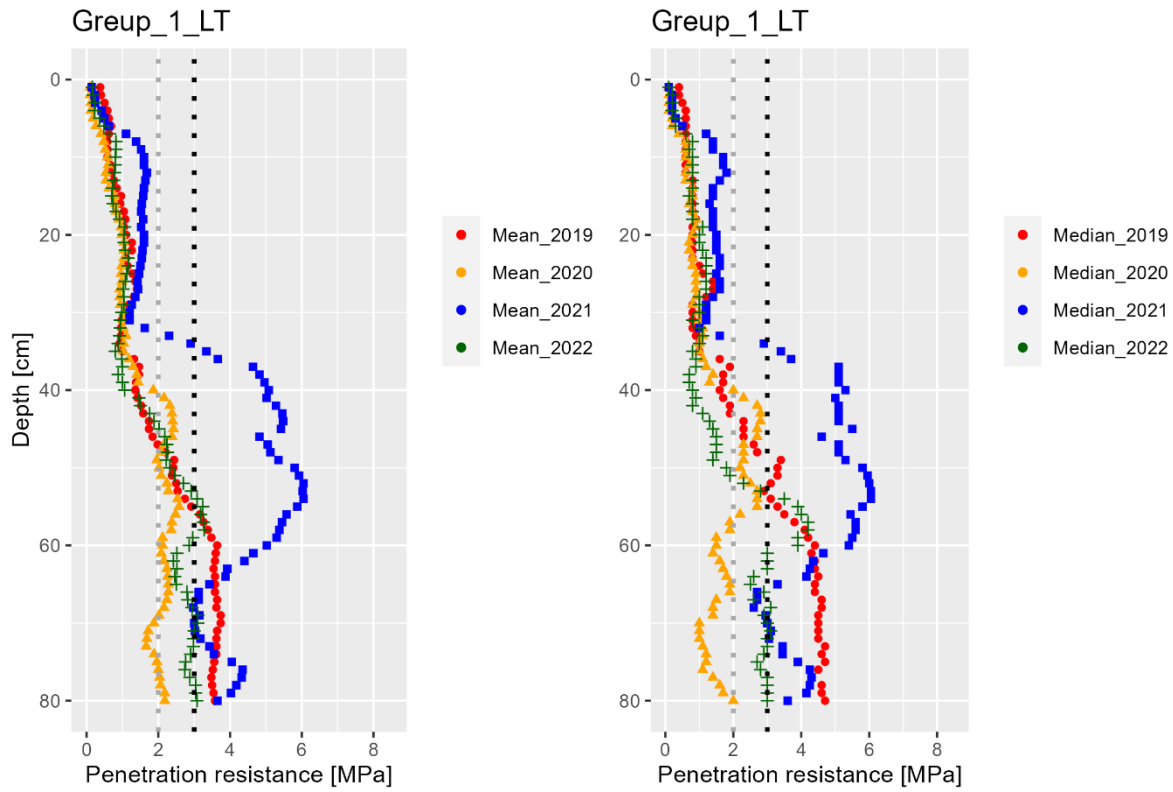 Greup_1_LT
0
20
40
60
80
Depth [cm]
0 2 4 6 8
Penetration resistance [MPa]
Mean_2019
Mean_2020
Mean_2021
Mean_2022
Greup_1_LT
0
20
40
60
80
0 2 4 6 8
Penetration resistance [MPa]
Median_2019
Median_2020
Median_2021
Median_2022